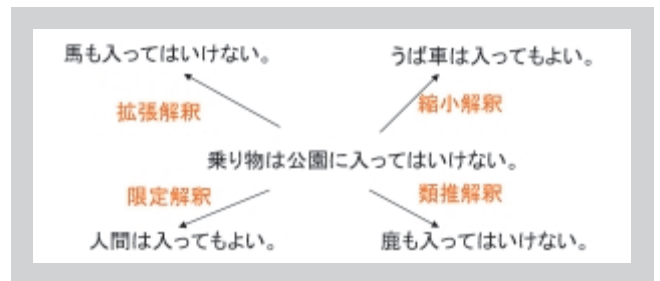 馬も入ってはいけない。
うば車は入ってもよい。
拡張解釈
縮小解釈
乗り物は公園に入ってはいけない。
限定解釈
類推解釈
人間は入ってもよい。
鹿も入ってはいけない。